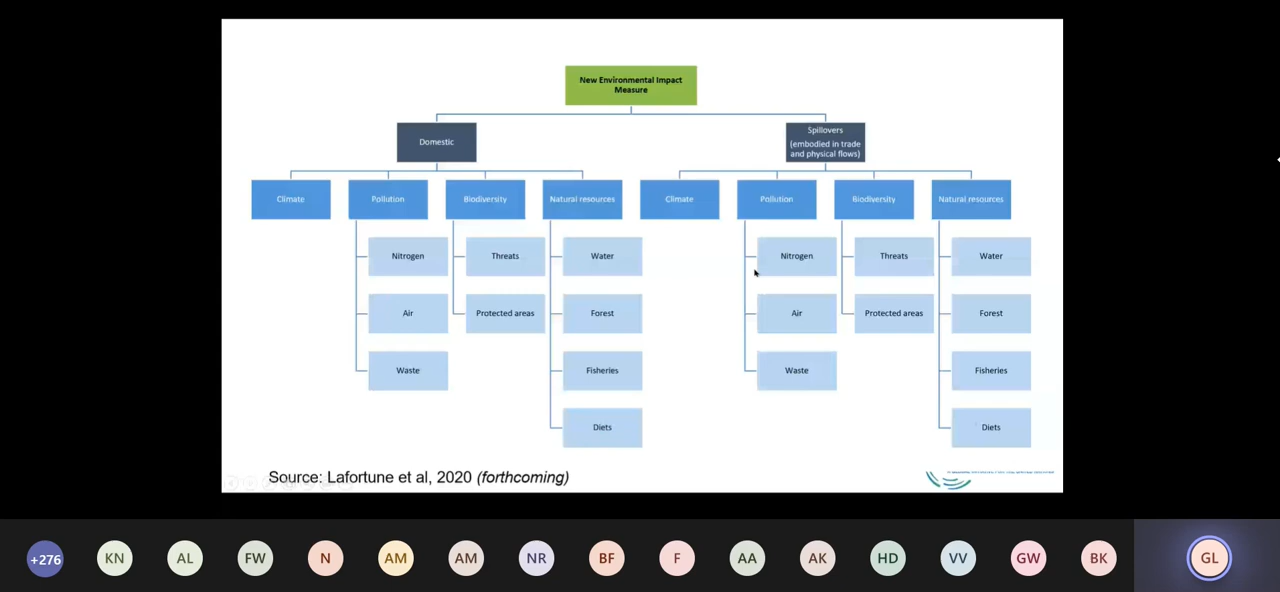 New Environmental Impact
Measure
Domestic
Spillovers
(embodied in trade
and physical flows)
Climate
Pollution
Biodiversity
Natural resources
Climate
Pollution
Biodiversity
Natural resources
Nitrogen
Threats
Water
Nitrogen
Threats
Water
Air
Protected areas
Forest
Air
Protected areas
Forest
Waste
Fisheries
Waste
Fisheries
Diets
Diets
Source: Lafortune et al, 2020 (forthcoming)
+276
KN
AL
FW
N
AM
AM
NR
BF
F
AA
AK
HD
VV
GW
BK
GL